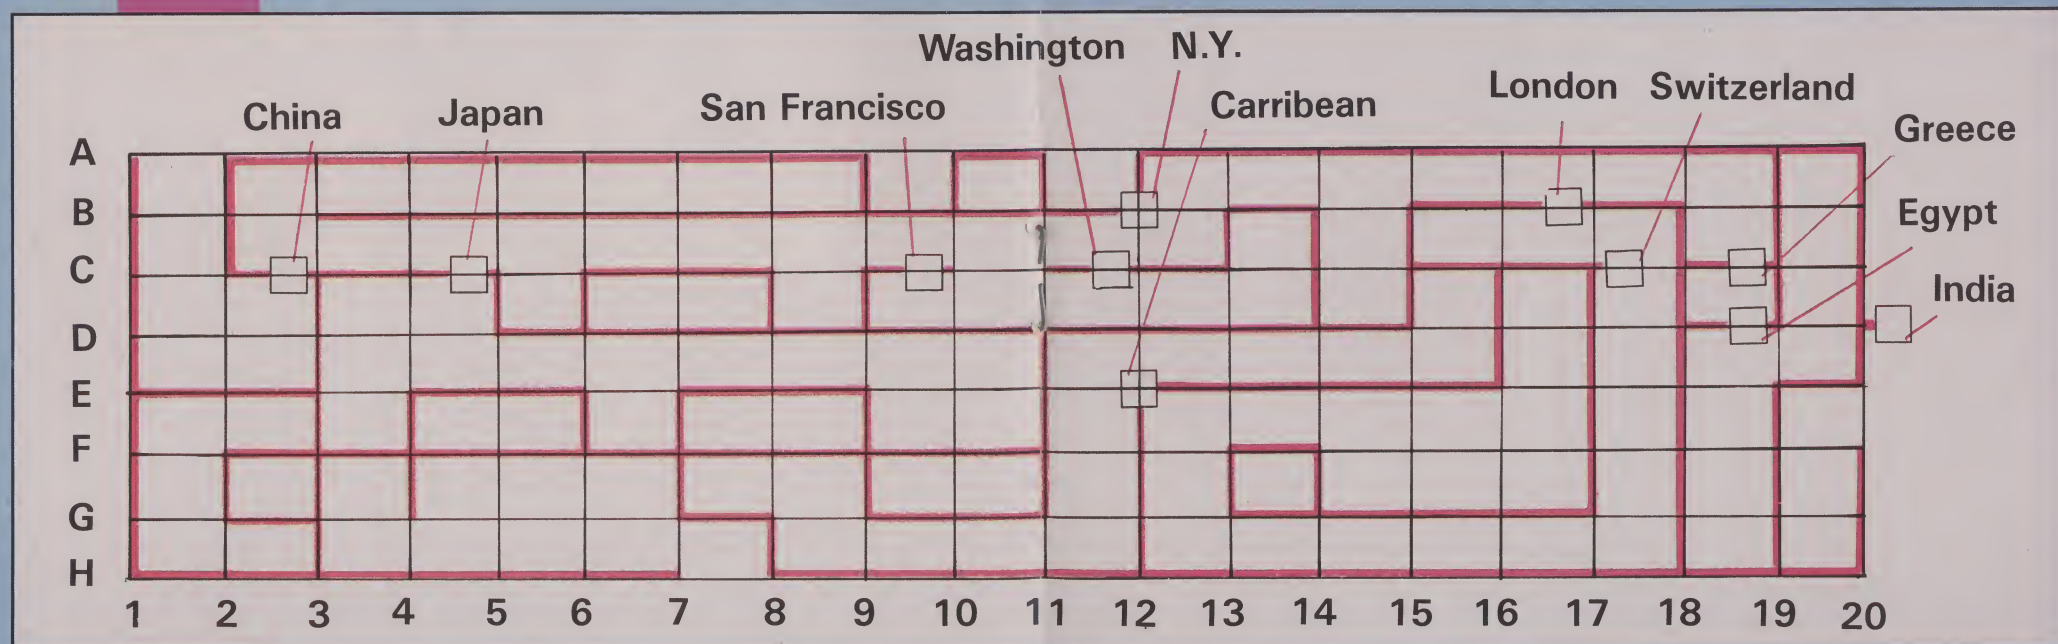 Washington N.Y.
China Japan San Francisco Carribean London Switzerland
Greece
Egypt
India
A
B
C
D
E
F
G
H
1 2 3 4 5 6 7 8 9 10 11 12 13 14 15 16 17 18 19 20